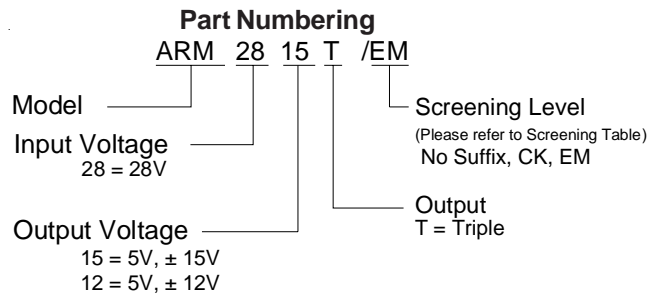 Part Numbering
ARM 28 15 T /EM
Model
Input Voltage
28 = 28V
Output Voltage
15 = 5V, ± 15V
12 = 5V, ± 12V
Screening Level
(Please refer to Screening Table)
No Suffix, CK, EM
Output
T = Triple